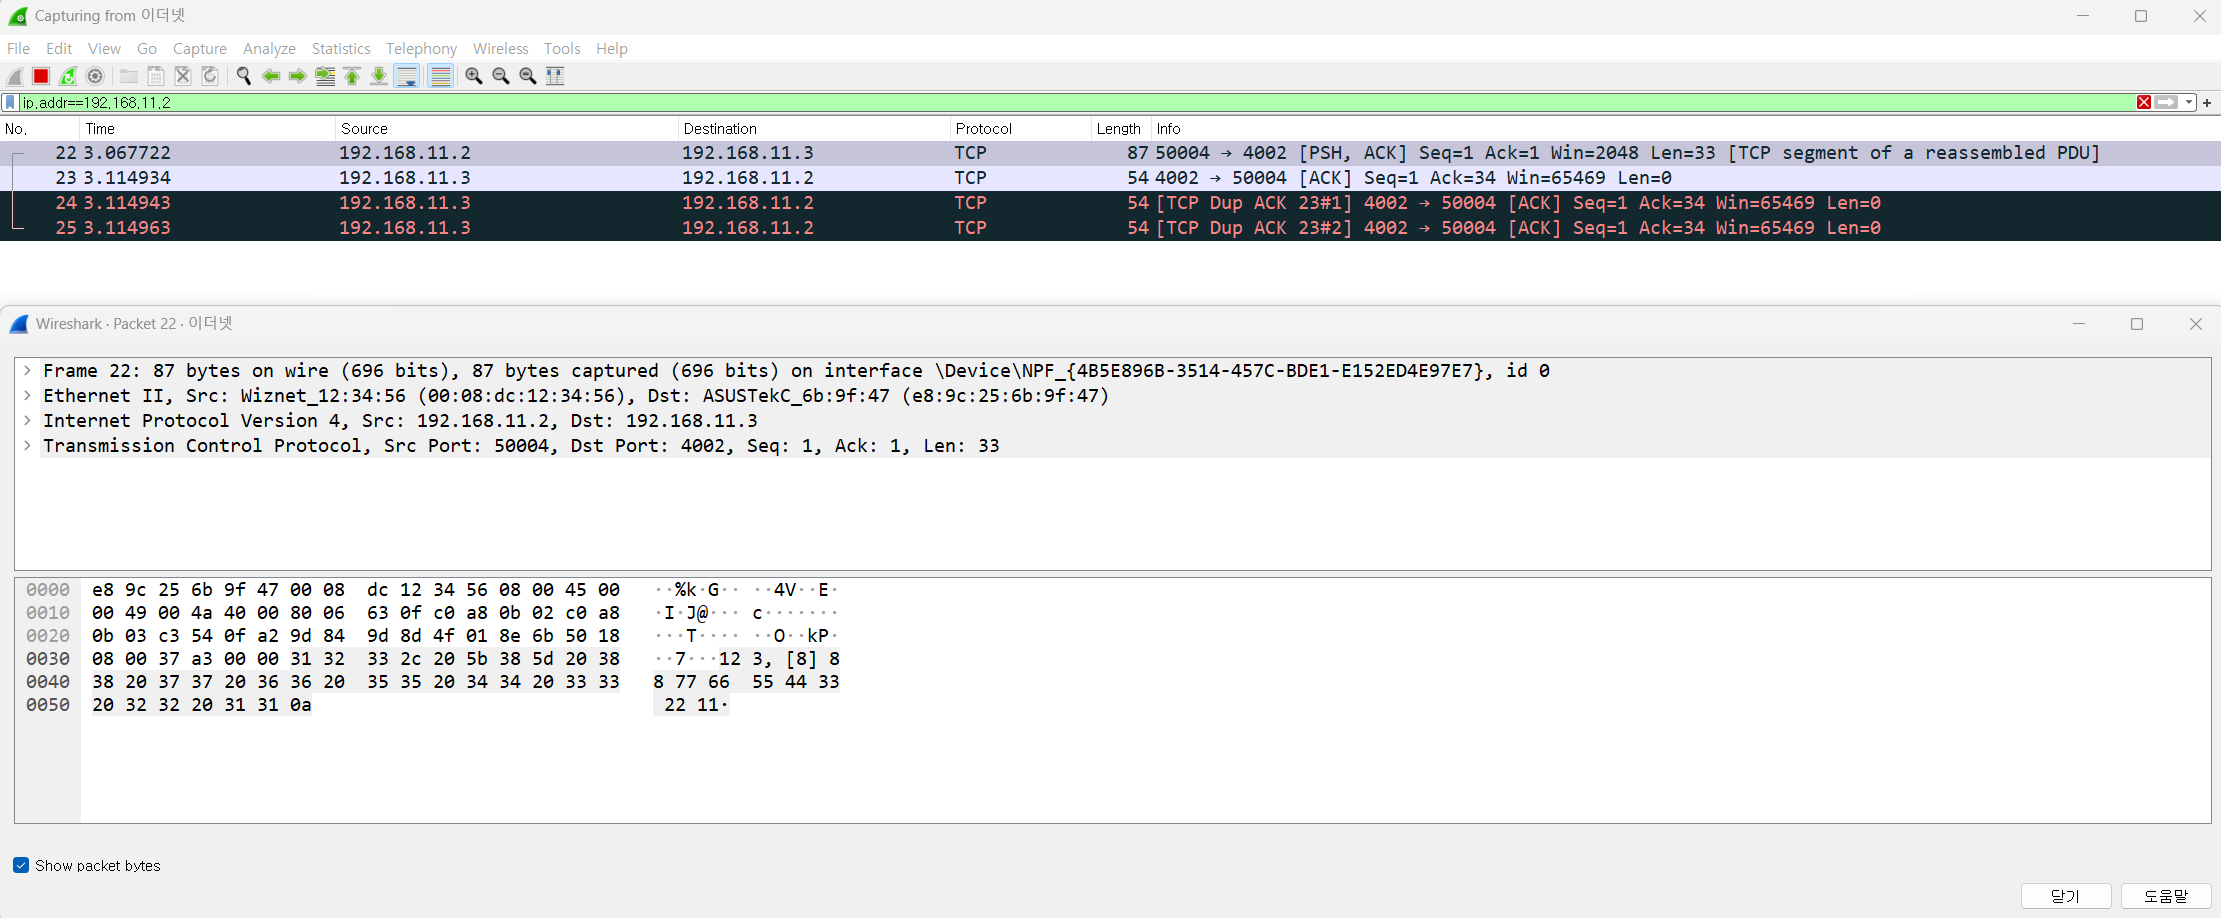 Capturing from 이더넷
File Edit View Go Capture Analyze Statistics Telephony Wireless Tools Help
ip.addr==192.168.11.2
No. Time Source Destination Protocol Length Info
22 3.067722 192.168.11.2 192.168.11.3 TCP 87 50004 → 4002 [PSH, ACK] Seq=1 Ack=1 Win=2048 Len=33 [TCP segment of a reassembled PDU]
23 3.114934 192.168.11.3 192.168.11.2 TCP 54 4002 → 50004 [ACK] Seq=1 Ack=34 Win=65469 Len=0
24 3.114943 192.168.11.3 192.168.11.2 TCP 54 [TCP Dup ACK 23#1] 4002 → 50004 [ACK] Seq=1 Ack=34 Win=65469 Len=0
25 3.114963 192.168.11.3 192.168.11.2 TCP 54 [TCP Dup ACK 23#2] 4002 → 50004 [ACK] Seq=1 Ack=34 Win=65469 Len=0
Wireshark · Packet 22 · 이더넷
Frame 22: 87 bytes on wire (696 bits), 87 bytes captured (696 bits) on interface \Device\NPF_{4B5E896B-3514-457C-BDE1-E152ED4E97E7}, id 0
Ethernet II, Src: Wiznet_12:34:56 (00:08:dc:12:34:56), Dst: ASUSTekC_6b:9f:47 (e8:9c:25:6b:9f:47)
Internet Protocol Version 4, Src: 192.168.11.2, Dst: 192.168.11.3
Transmission Control Protocol, Src Port: 50004, Dst Port: 4002, Seq: 1, Ack: 1, Len: 33
0000 e8 9c 25 6b 9f 47 00 08 dc 12 34 56 08 00 45 00 ··%k·G·· ··4V··E·
0010 00 49 00 4a 40 00 80 06 63 0f c0 a8 0b 02 c0 a8 ·I·J@··· c·······
0020 0b 03 c3 54 0f a2 9d 84 9d 8d 4f 01 8e 6b 50 18 ···T···· ··O··kP·
0030 08 00 37 a3 00 00 31 32 33 2c 20 5b 38 5d 20 38 ··7···12 3, [8] 8
0040 38 20 37 37 20 36 36 20 35 35 20 34 34 20 33 33 8 77 66 55 44 33
0050 20 32 32 20 31 31 0a 22 11·
Show packet bytes
닫기 도움말